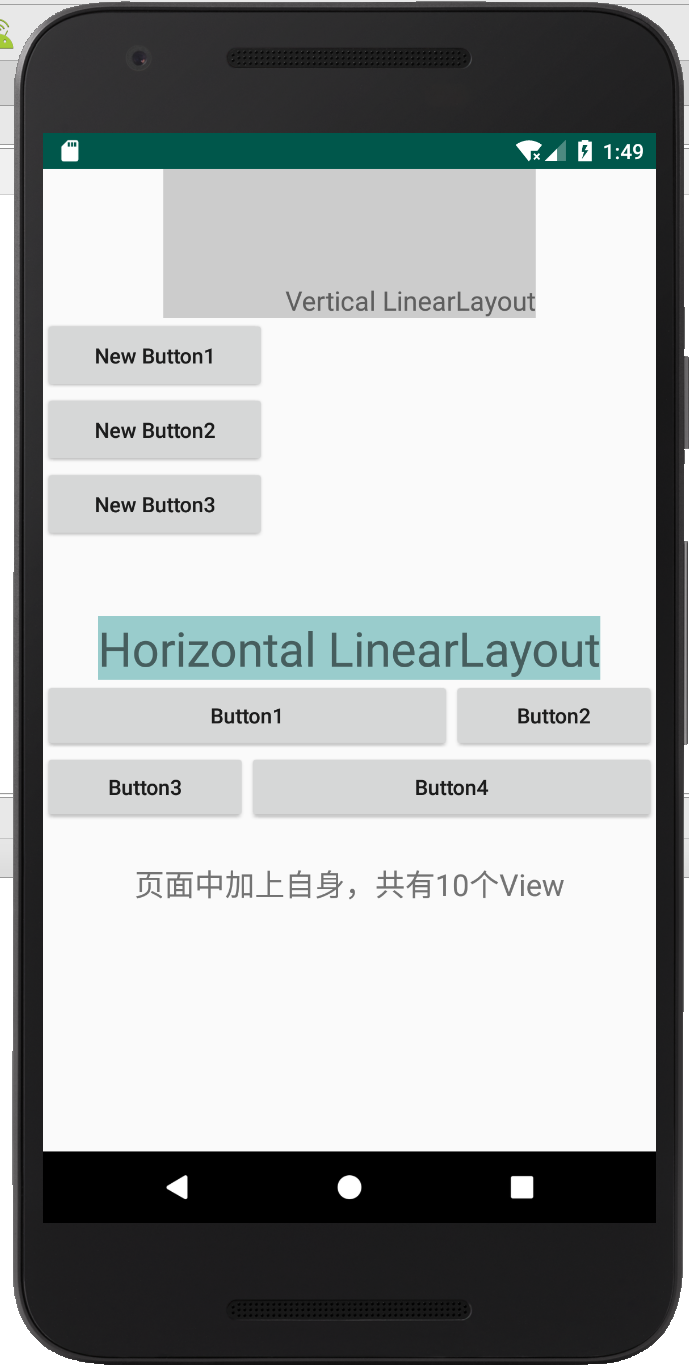 1:49
Vertical LinearLayout
New Button1
New Button2
New Button3
Horizontal LinearLayout
Button1 Button2
Button3 Button4
页面中加上自身，共有10个View